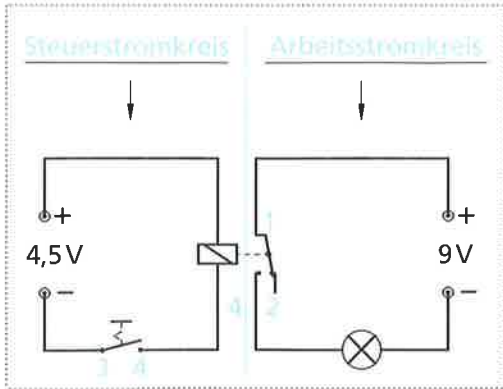 Steuerstromkreis Arbeitsstromkreis
+ +
1
4,5 V 9 V
− −
4 2
3 4